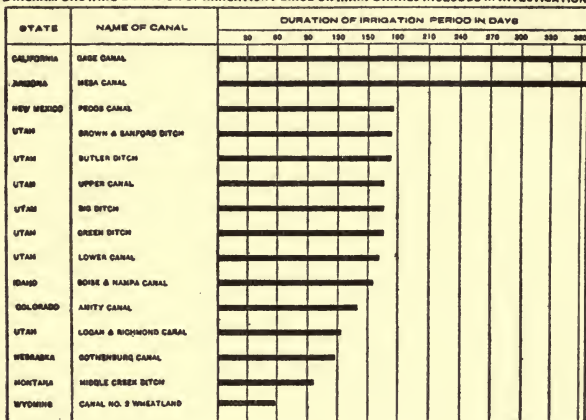 STATE NAME OF CANAL DURATION OF IRRIGATION PERIOD IN DAYS
30 60 90 120 150 180 210 240 270 300 330 360
CALIFORNIA GAGE CANAL
ARIZONA MESA CANAL
NEW MEXICO PECOS CANAL
UTAH BROWN & SANFORD DITCH
UTAH BUTLER DITCH
UTAH UPPER CANAL
UTAH BIG DITCH
UTAH GREEN DITCH
UTAH LOWER CANAL
IDAHO BOISE & NAMPA CANAL
COLORADO AMITY CANAL
UTAH LOGAN & RICHMOND CANAL
NEBRASKA GOTHENBURG CANAL
MONTANA MIDDLE CREEK DITCH
WYOMING CANAL NO. 2 WHEATLAND